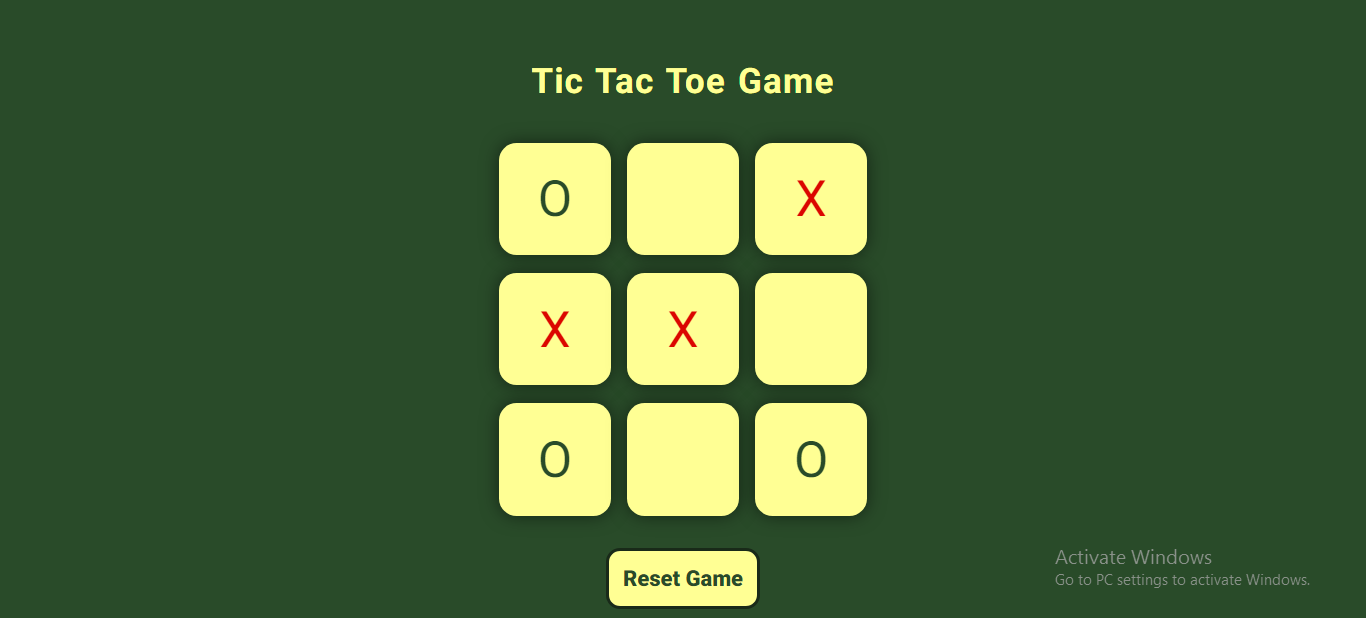 Tic Tac Toe Game
O X
X X
O O
Reset Game
Activate Windows
Go to PC settings to activate Windows.